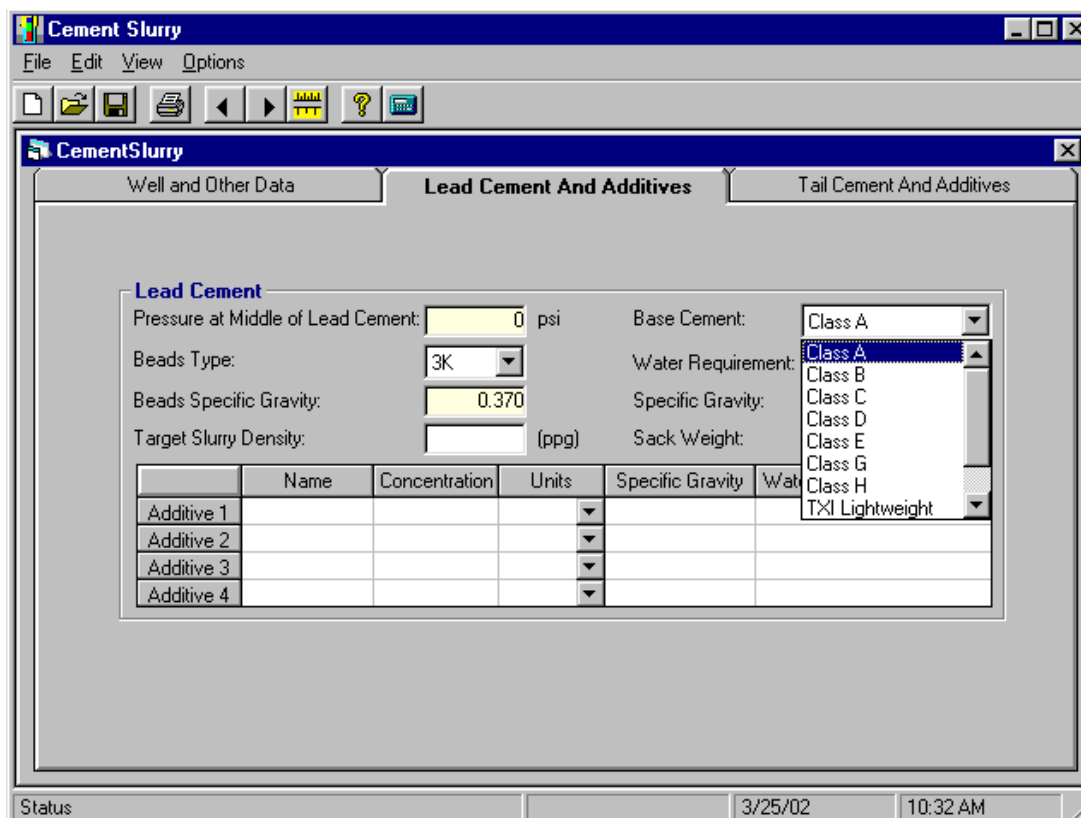 Cement Slurry
File Edit View Options
CementSlurry
Well and Other Data Lead Cement And Additives Tail Cement And Additives
Lead Cement
Pressure at Middle of Lead Cement: 0 psi Base Cement: Class A
Beads Type: 3K Water Requirement: Class A
Class B
Beads Specific Gravity: 0.370 Specific Gravity: Class C
Class D
Target Slurry Density: (ppg) Sack Weight: Class E
Class G
Class H
TXI Lightweight
Name Concentration Units Specific Gravity Wat
Additive 1
Additive 2
Additive 3
Additive 4
Status 3/25/02 10:32 AM